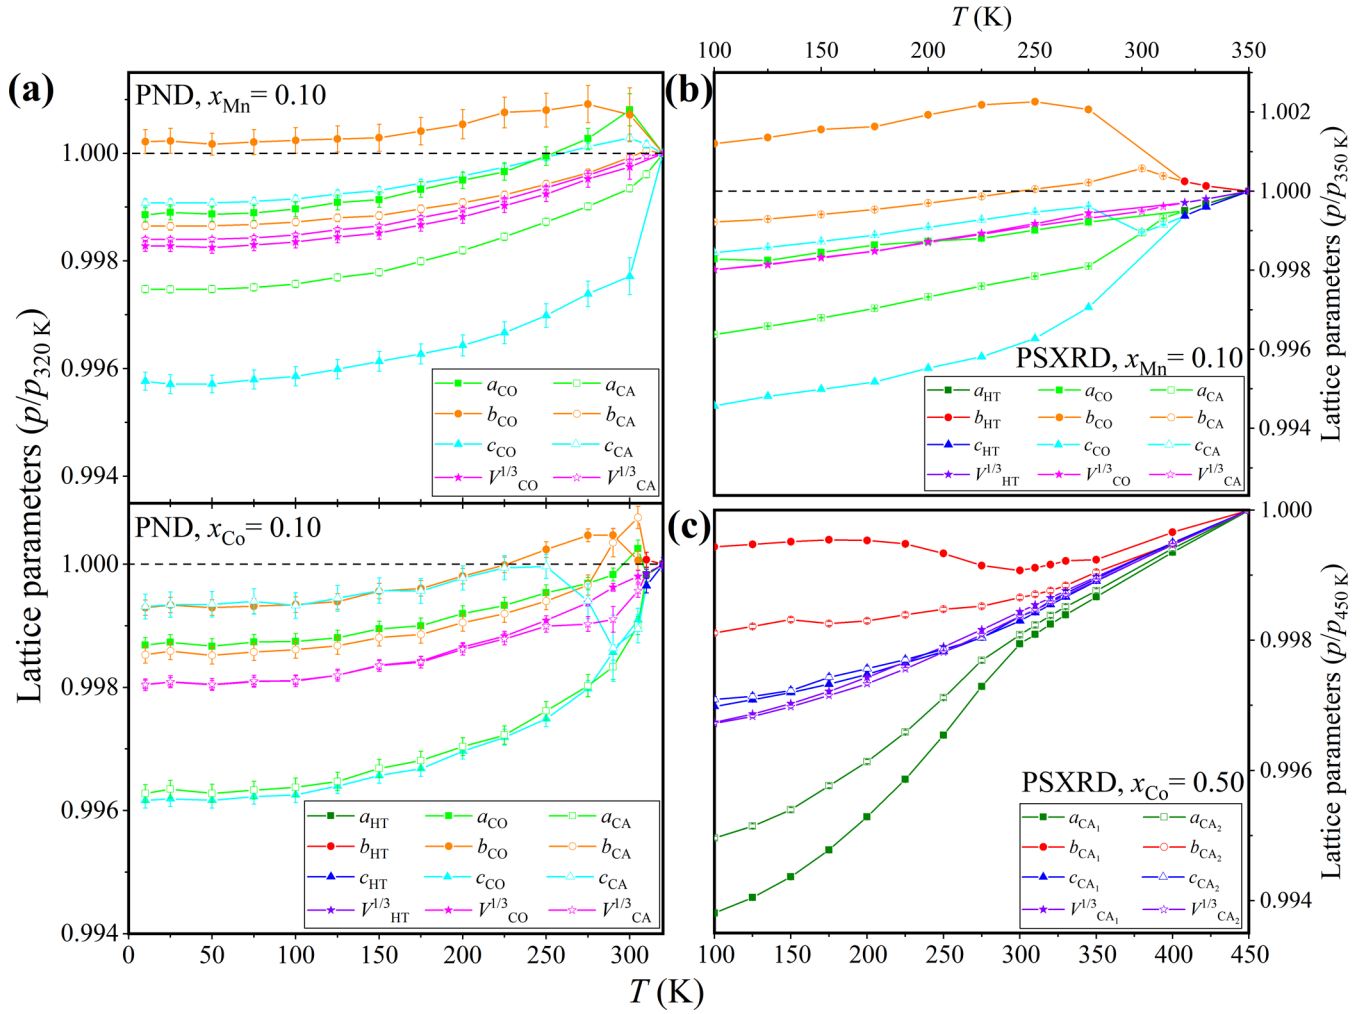 (a)
PND, xMn= 0.10
1.000
0.998
0.996
0.994
aCO aCA
bCO bCA
cCO cCA
V1/3CO V1/3CA
PND, xCo= 0.10
1.000
0.998
0.996
0.994
aHT aCO aCA
bHT bCO bCA
cHT cCO cCA
V1/3HT V1/3CO V1/3CA
0 50 100 150 200 250 300
Lattice parameters (p/p320 K)
T (K)
T (K)
100 150 200 250 300 350
(b)
1.002
1.000
0.998
0.996
0.994
PSXRD, xMn= 0.10
aHT aCO aCA
bHT bCO bCA
cHT cCO cCA
V1/3HT V1/3CO V1/3CA
Lattice parameters (p/p350 K)
(c)
1.000
0.998
0.996
0.994
PSXRD, xCo= 0.50
aCA1 aCA2
bCA1 bCA2
cCA1 cCA2
V1/3CA1 V1/3CA2
100 150 200 250 300 350 400 450
Lattice parameters (p/p450 K)